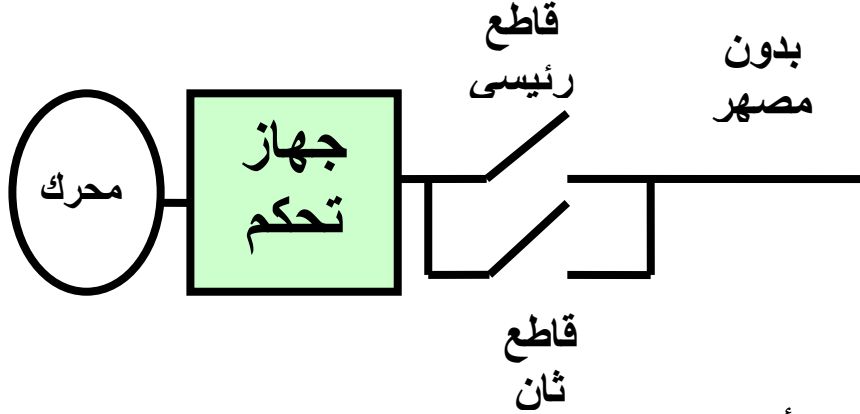 قاطع
رئيسى
بدون
مصهر
جهاز
تحكم
محرك
قاطع
ثان